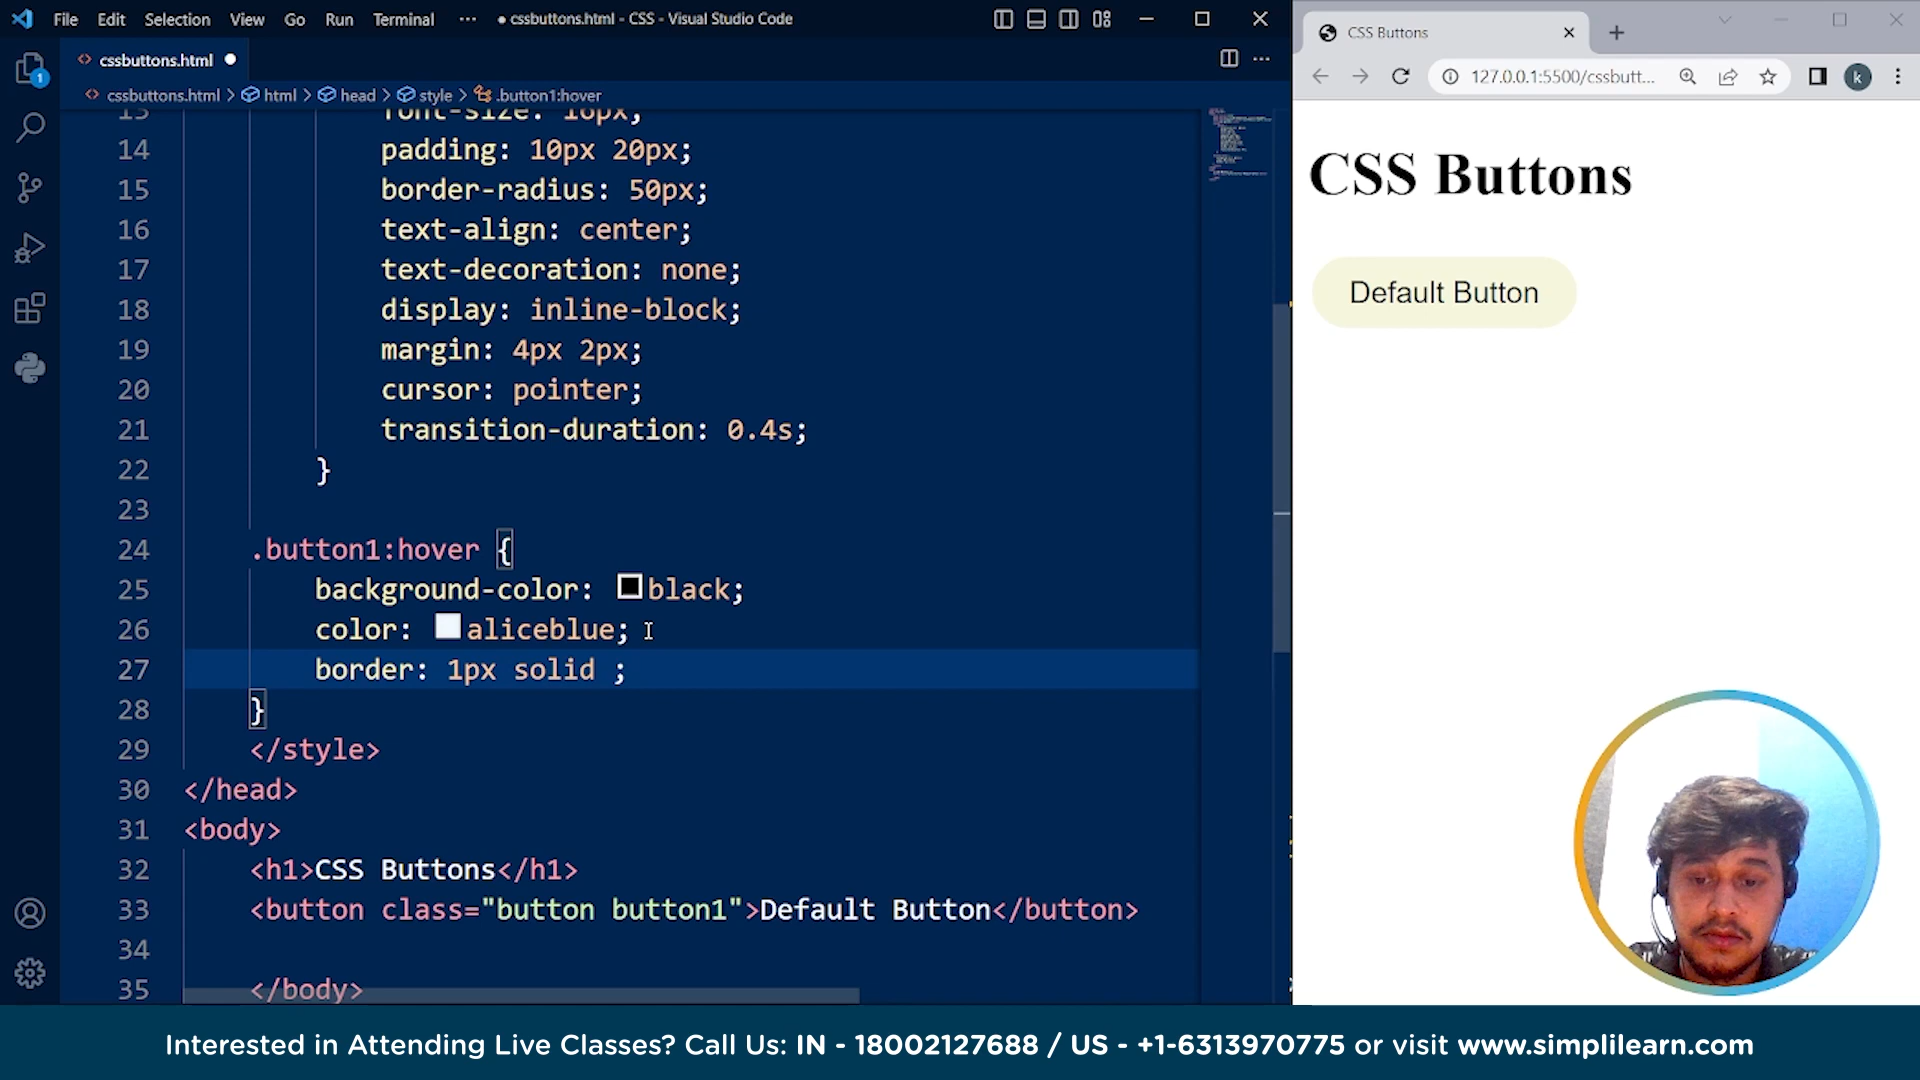 File Edit Selection View Go Run Terminal ··· ● cssbuttons.html - CSS - Visual Studio Code
cssbuttons.html
cssbuttons.html > html > head > style > .button1:hover
1
13 font-size: 16px;
14 padding: 10px 20px;
15 border-radius: 50px;
16 text-align: center;
17 text-decoration: none;
18 display: inline-block;
19 margin: 4px 2px;
20 cursor: pointer;
21 transition-duration: 0.4s;
22 }
23
24 .button1:hover {
25 background-color: black;
26 color: aliceblue;
27 border: 1px solid ;
28 }
29 </style>
30 </head>
31 <body>
32 <h1>CSS Buttons</h1>
33 <button class="button button1">Default Button</button>
34
35 </body>
CSS Buttons
127.0.0.1:5500/cssbutt...
k
CSS Buttons
Default Button
Interested in Attending Live Classes? Call Us: IN - 18002127688 / US - +1-6313970775 or visit www.simplilearn.com